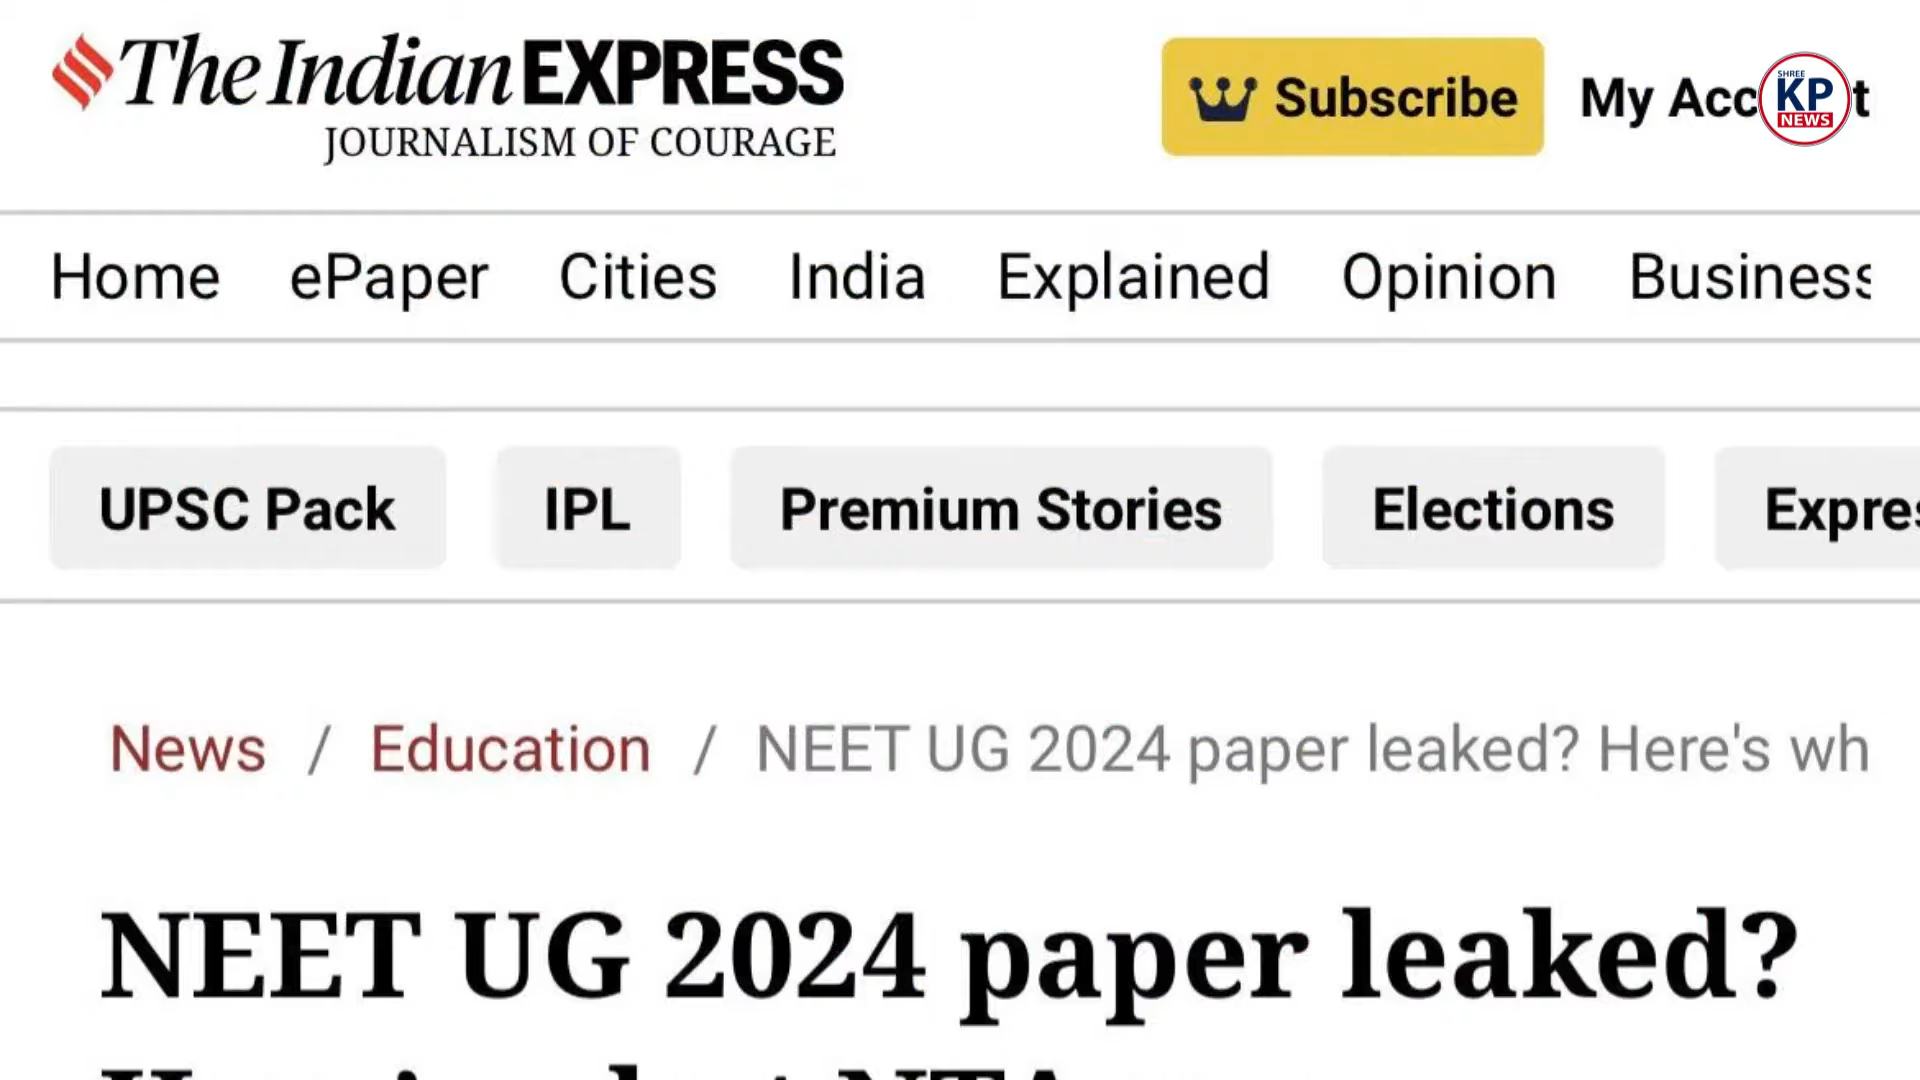 The Indian EXPRESS
JOURNALISM OF COURAGE
Subscribe
My Acc t
SHREE
KP
NEWS
Home ePaper Cities India Explained Opinion Business
UPSC Pack IPL Premium Stories Elections Expres
News / Education / NEET UG 2024 paper leaked? Here's wh
NEET UG 2024 paper leaked?